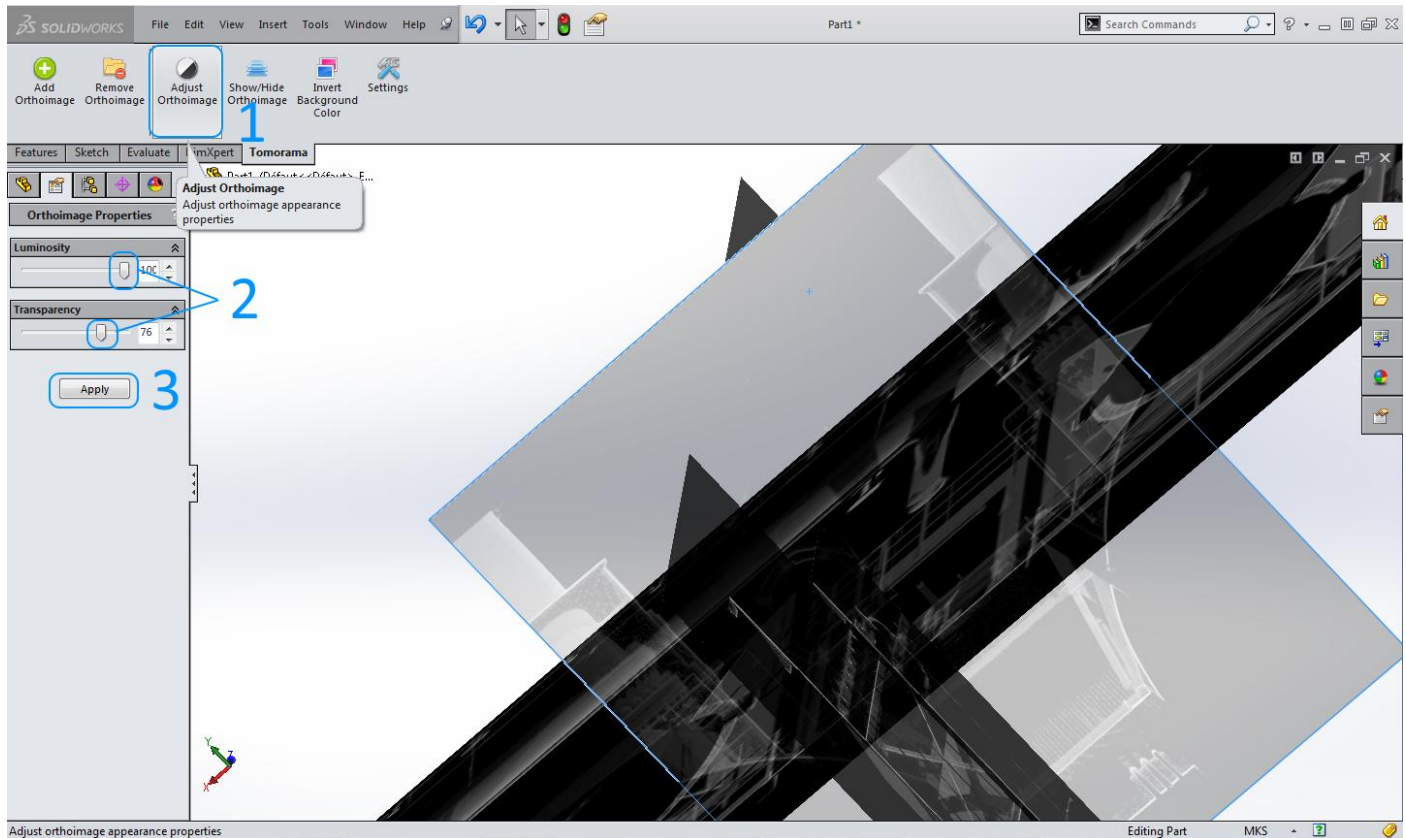 SOLIDWORKS File Edit View Insert Tools Window Help Part1 * Search Commands ?
Add Orthoimage
Remove Orthoimage
Adjust Orthoimage
Show/Hide Orthoimage
Invert Background Color
Settings
1
Features Sketch Evaluate Tomorama
Adjust Orthoimage
Adjust orthoimage appearance
properties
Orthoimage Properties
Luminosity
2
Transparency
76
Apply
3
Y
Z
X
Adjust orthoimage appearance properties Editing Part MKS ?